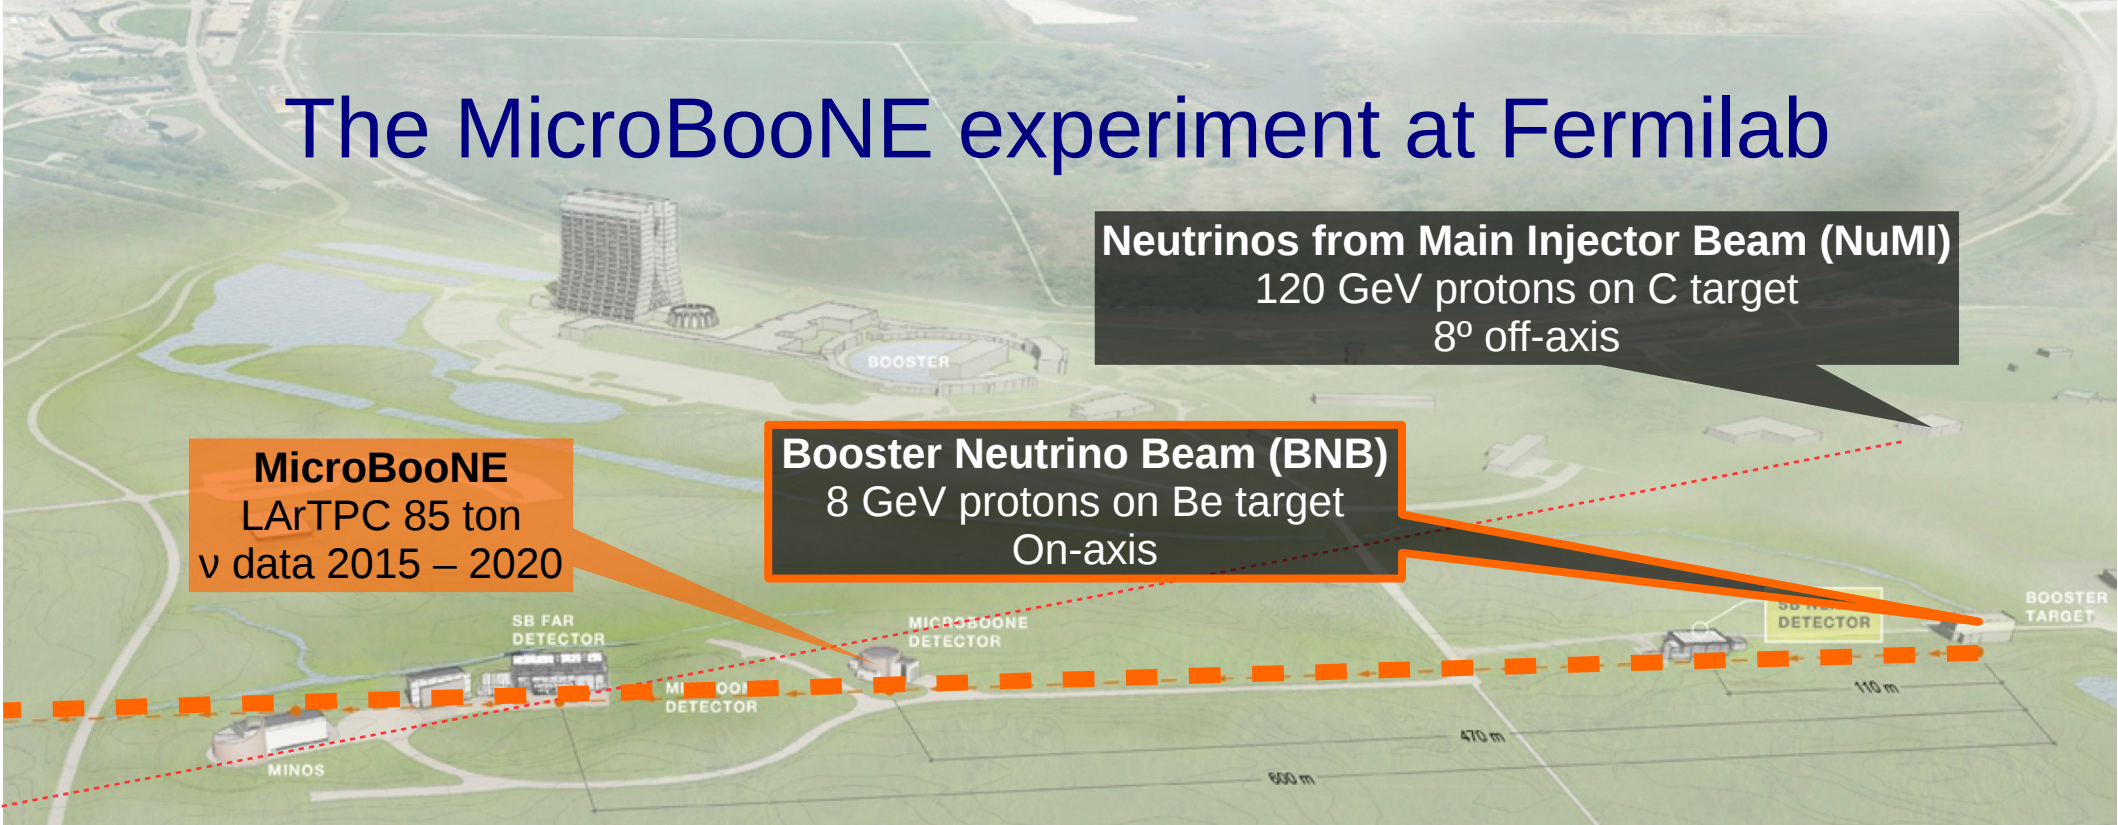 The MicroBooNE experiment at Fermilab
Neutrinos from Main Injector Beam (NuMI)
120 GeV protons on C target
8º off-axis
BOOSTER
Booster Neutrino Beam (BNB)
8 GeV protons on Be target
On-axis
MicroBooNE
LArTPC 85 ton
ν data 2015 – 2020
SB FAR
DETECTOR
MICROBOONE
DETECTOR
DETECTOR
BOOSTER
TARGET
DETECTOR
MINOS
110 m
470 m
600 m